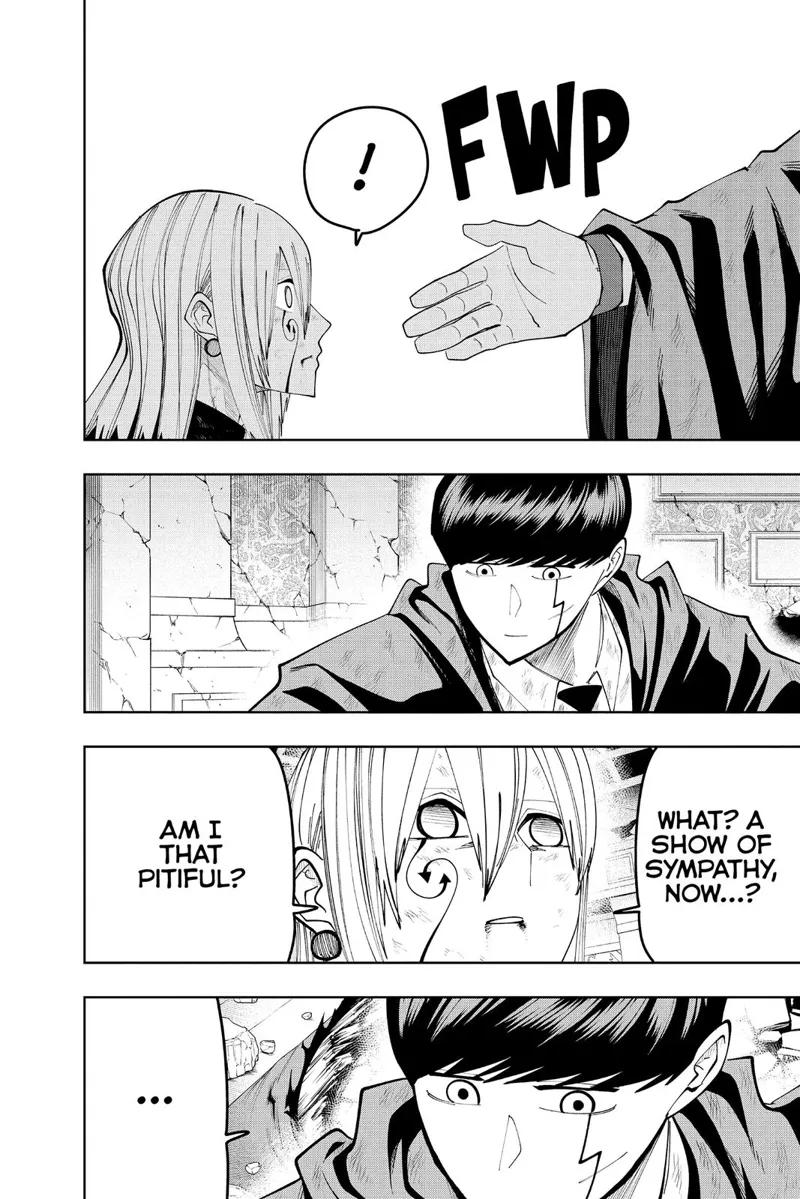 !
FWP
WHAT? A
SHOW OF
SYMPATHY,
NOW...?
AM I
THAT
PITIFUL?
...